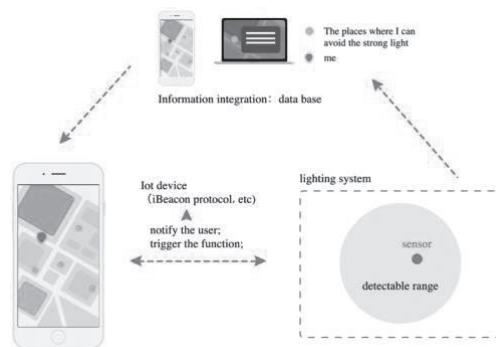 The places where I can
avoid the strong light
me
Information integration: data base
Iot device
(iBeacon protocol, etc)
notify the user;
trigger the function;
lighting system
sensor
detectable range